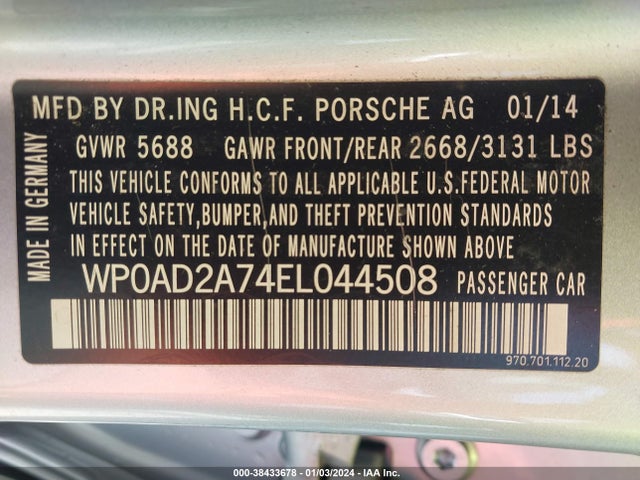 MFD BY DR.ING H.C.F. PORSCHE AG 01/14
GVWR 5688 GAWR FRONT/REAR 2668/3131 LBS
THIS VEHICLE CONFORMS TO ALL APPLICABLE U.S.FEDERAL MOTOR
VEHICLE SAFETY,BUMPER,AND THEFT PREVENTION STANDARDS
IN EFFECT ON THE DATE OF MANUFACTURE SHOWN ABOVE
WP0AD2A74EL044508 PASSENGER CAR
MADE IN GERMANY
970.701.112.20
000-38433678 - 01/03/2024 - IAA Inc.